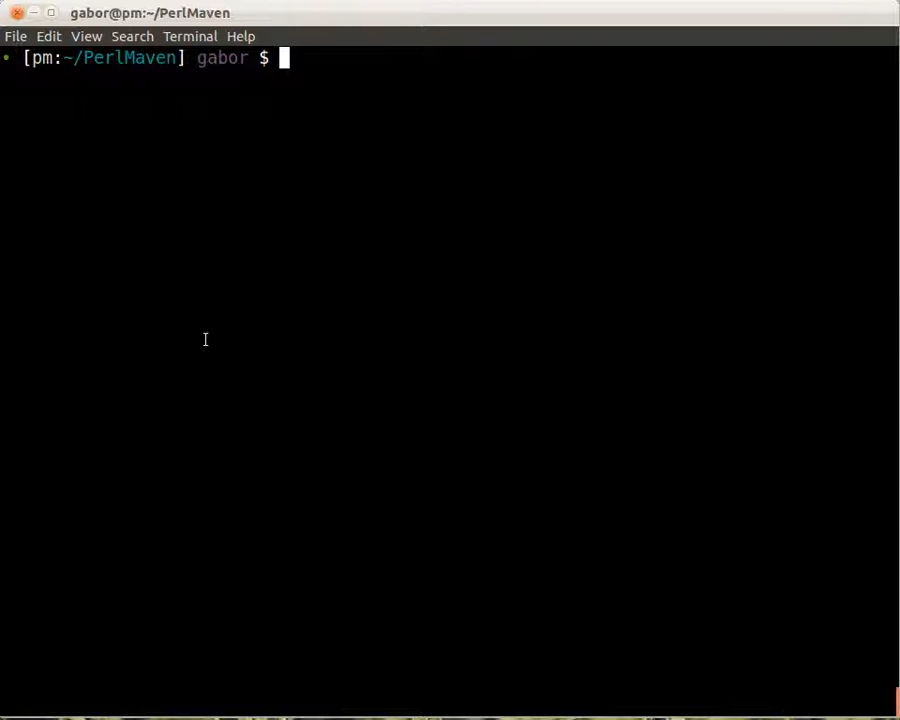 gabor@pm:~/PerlMaven
File Edit View Search Terminal Help
• [pm:~/PerlMaven] gabor $